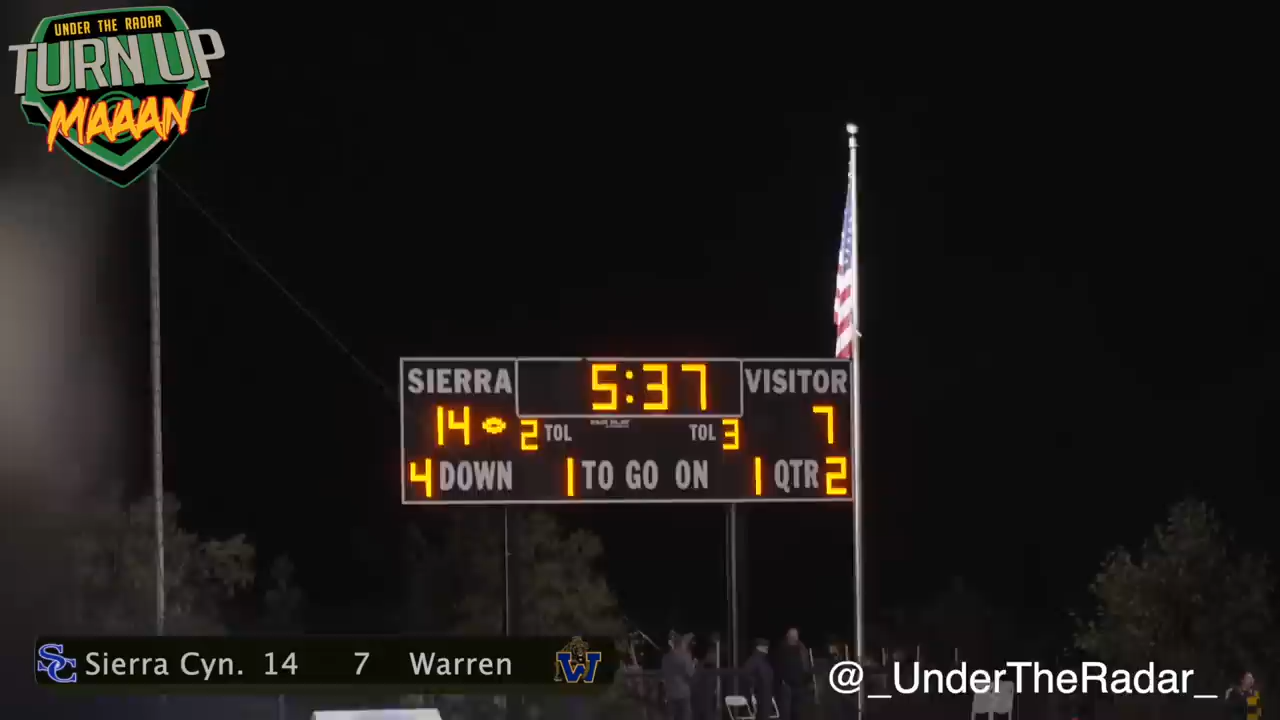 UNDER THE RADAR
TURN UP
MAAAN
SIERRA 5:37 VISITOR
14 2 TOL TOL 3 7
4 DOWN 1 TO GO ON 1 QTR 2
SC Sierra Cyn. 14 7 Warren W
@_UnderTheRadar_